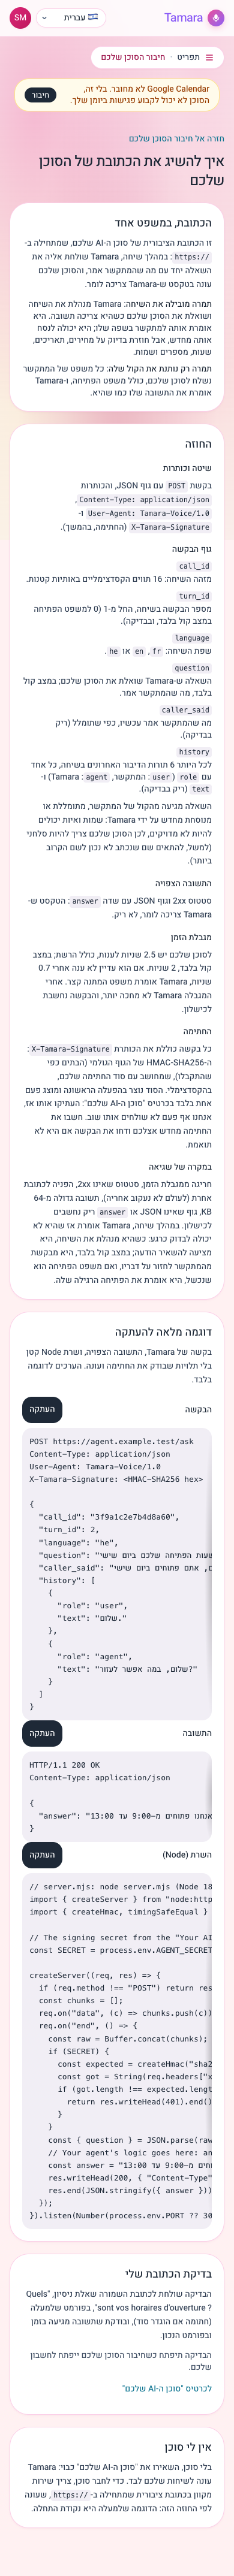 Tamara
עברית
SM
תפריט · חיבור הסוכן שלכם
Google Calendar לא מחובר. בלי זה,
הסוכן לא יכול לקבוע פגישות ביומן שלך.
חיבור
חזרה אל חיבור הסוכן שלכם
איך להשיג את הכתובת של הסוכן
שלכם
הכתובת, במשפט אחד
זו הכתובת הציבורית של סוכן ה-AI שלכם, שמתחילה ב-
https://: במהלך שיחה, Tamara שולחת אליה את
השאלה יחד עם מה שהמתקשר אמר, והסוכן שלכם
עונה בטקסט ש-Tamara צריכה לומר.
תמרה מובילה את השיחה: Tamara מנהלת את השיחה
ושואלת את הסוכן שלכם כשהיא צריכה תשובה. היא
אומרת אותה למתקשר בשפה שלו; היא יכולה לנסח
אותה מחדש, אבל חוזרת בדיוק על מחירים, תאריכים,
שעות, מספרים ושמות.
תמרה רק נותנת את הקול שלה: כל משפט של המתקשר
נשלח לסוכן שלכם, כולל משפט הפתיחה, ו-Tamara
אומרת את התשובה שלו כמו שהיא.
החוזה
שיטה וכותרות
בקשת POST עם גוף JSON, והכותרות
Content-Type: application/json,
User-Agent: Tamara-Voice/1.0 ו-
X-Tamara-Signature (החתימה, בהמשך).
גוף הבקשה
call_id
מזהה השיחה: 16 תווים הקסדצימליים באותיות קטנות.
turn_id
מספר הבקשה בשיחה, החל מ-1 (0 למשפט הפתיחה
במצב קול בלבד, ובבדיקה).
language
שפת השיחה: fr, en או he.
question
השאלה ש-Tamara שואלת את הסוכן שלכם; במצב קול
בלבד, מה שהמתקשר אמר.
caller_said
מה שהמתקשר אמר עכשיו, כפי שתומלל (ריק
בבדיקה).
history
לכל היותר 6 תורות הדיבור האחרונים בשיחה, כל אחד
עם role (user: המתקשר, agent: Tamara) ו-
text (ריק בבדיקה).
השאלה מגיעה מהקול של המתקשר, מתומללת או
מנוסחת מחדש על ידי Tamara: שמות ואיות יכולים
להיות לא מדויקים, לכן הסוכן שלכם צריך להיות סלחני
(למשל, להתאים שם שנכתב לא נכון לשם הקרוב
ביותר).
התשובה הצפויה
סטטוס 2xx וגוף JSON עם שדה answer: הטקסט ש-
Tamara צריכה לומר, לא ריק.
מגבלת הזמן
לסוכן שלכם יש 2.5 שניות לענות, כולל הרשת; במצב
קול בלבד, 2 שניות. אם הוא עדיין לא ענה אחרי 0.7
שניות, Tamara אומרת משפט המתנה קצר. אחרי
המגבלה Tamara לא מחכה יותר, והבקשה נחשבת
לכישלון.
החתימה
כל בקשה כוללת את הכותרת X-Tamara-Signature:
ה-HMAC-SHA256 של הגוף הגולמי (הבתים כפי
שהתקבלו), שמחושב עם סוד החתימה שלכם,
בהקסדצימלי. הסוד נוצר בהפעלה הראשונה ומוצג פעם
אחת בלבד בכרטיס "סוכן ה-AI שלכם": העתיקו אותו אז,
אנחנו אף פעם לא שולחים אותו שוב. חשבו את
החתימה מחדש אצלכם ודחו את הבקשה אם היא לא
תואמת.
במקרה של שגיאה
חריגה ממגבלת הזמן, סטטוס שאינו 2xx, הפניה לכתובת
אחרת (לעולם לא נעקוב אחריה), תשובה גדולה מ-64
KB, גוף שאינו JSON או answer ריק נחשבים
לכישלון. במהלך שיחה, Tamara אומרת אז שהיא לא
יכולה לבדוק כרגע: כשהיא מנהלת את השיחה, היא
מציעה להשאיר הודעה; במצב קול בלבד, היא מבקשת
מהמתקשר לחזור על דבריו, ואם משפט הפתיחה הוא
שנכשל, היא אומרת את הפתיחה הרגילה שלה.
דוגמה מלאה להעתקה
בקשה של Tamara, התשובה הצפויה, ושרת Node קטן
בלי תלויות שבודק את החתימה ועונה. הערכים לדוגמה
בלבד.
הבקשה
העתקה
POST https://agent.example.test/ask
Content-Type: application/json
User-Agent: Tamara-Voice/1.0
X-Tamara-Signature: <HMAC-SHA256 hex>
{
"call_id": "3f9a1c2e7b4d8a60",
"turn_id": 2,
"language": "he",
"question": "שעות הפתיחה שלכם ביום שישי
"caller_said": "ם, אתם פתוחים ביום שישי
"history": [
{
"role": "user",
"text": "שלום."
},
{
"role": "agent",
"text": "שלום, במה אפשר לעזור?"
}
]
}
התשובה
העתקה
HTTP/1.1 200 OK
Content-Type: application/json
{
"answer": "אנחנו פתוחים מ-9:00 עד 13:00
}
השרת (Node)
העתקה
// server.mjs: node server.mjs (Node 18
import { createServer } from "node:http
import { createHmac, timingSafeEqual }
// The signing secret from the "Your AI
const SECRET = process.env.AGENT_SECRET
createServer((req, res) => {
if (req.method !== "POST") return res
const chunks = [];
req.on("data", (c) => chunks.push(c))
req.on("end", () => {
const raw = Buffer.concat(chunks);
if (SECRET) {
const expected = createHmac("sha2
const got = String(req.headers["x
if (got.length !== expected.lengt
return res.writeHead(401).end()
}
}
const { question } = JSON.parse(raw
// Your agent's logic goes here: an
const answer = "חים מ-9:00 עד 13:00
res.writeHead(200, { "Content-Type"
res.end(JSON.stringify({ answer }))
});
}).listen(Number(process.env.PORT ?? 30
בדיקת הכתובת שלי
הבדיקה שולחת לכתובת השמורה שאלת ניסיון, "Quels
sont vos horaires d'ouverture ?", בפורמט שלמעלה
(חתומה אם הוגדר סוד), ובודקת שתשובה מגיעה בזמן
ובפורמט הנכון.
הבדיקה תיפתח כשחיבור הסוכן שלכם ייפתח לחשבון
שלכם.
לכרטיס "סוכן ה-AI שלכם"
אין לי סוכן
בלי סוכן, השאירו את "סוכן ה-AI שלכם" כבוי: Tamara
עונה לשיחות שלכם לבד. כדי לחבר סוכן, צריך שירות
מקוון בכתובת ציבורית שמתחילה ב-https://, שעונה
לפי החוזה הזה: הדוגמה שלמעלה היא נקודת התחלה.